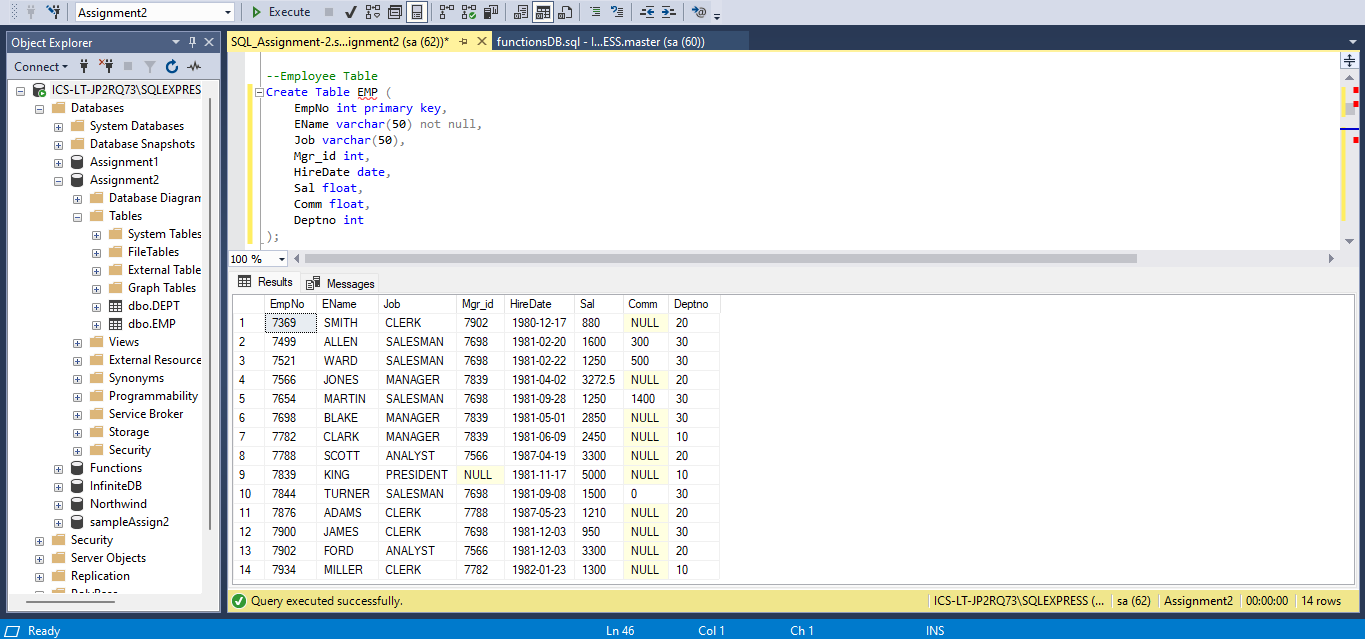 Assignment2 Execute
Object Explorer
SQL_Assignment-2.s...ignment2 (sa (62))* functionsDB.sql - I...ESS.master (sa (60))
Connect
ICS-LT-JP2RQ73\SQLEXPRES
Databases
System Databases
Database Snapshots
Assignment1
Assignment2
Database Diagran
Tables
System Tables
FileTables
External Table
Graph Tables
dbo.DEPT
dbo.EMP
Views
External Resource
Synonyms
Programmability
Service Broker
Storage
Security
Functions
InfiniteDB
Northwind
sampleAssign2
Security
Server Objects
Replication
PolyBase
--Employee Table
Create Table EMP (
EmpNo int primary key,
EName varchar(50) not null,
Job varchar(50),
Mgr_id int,
HireDate date,
Sal float,
Comm float,
Deptno int
);
100 %
Results Messages
EmpNo EName Job Mgr_id HireDate Sal Comm Deptno
1 7369 SMITH CLERK 7902 1980-12-17 880 NULL 20
2 7499 ALLEN SALESMAN 7698 1981-02-20 1600 300 30
3 7521 WARD SALESMAN 7698 1981-02-22 1250 500 30
4 7566 JONES MANAGER 7839 1981-04-02 3272.5 NULL 20
5 7654 MARTIN SALESMAN 7698 1981-09-28 1250 1400 30
6 7698 BLAKE MANAGER 7839 1981-05-01 2850 NULL 30
7 7782 CLARK MANAGER 7839 1981-06-09 2450 NULL 10
8 7788 SCOTT ANALYST 7566 1987-04-19 3300 NULL 20
9 7839 KING PRESIDENT NULL 1981-11-17 5000 NULL 10
10 7844 TURNER SALESMAN 7698 1981-09-08 1500 0 30
11 7876 ADAMS CLERK 7788 1987-05-23 1210 NULL 20
12 7900 JAMES CLERK 7698 1981-12-03 950 NULL 30
13 7902 FORD ANALYST 7566 1981-12-03 3300 NULL 20
14 7934 MILLER CLERK 7782 1982-01-23 1300 NULL 10
Query executed successfully. ICS-LT-JP2RQ73\SQLEXPRESS (... sa (62) Assignment2 00:00:00 14 rows
Ready Ln 46 Col 1 Ch 1 INS